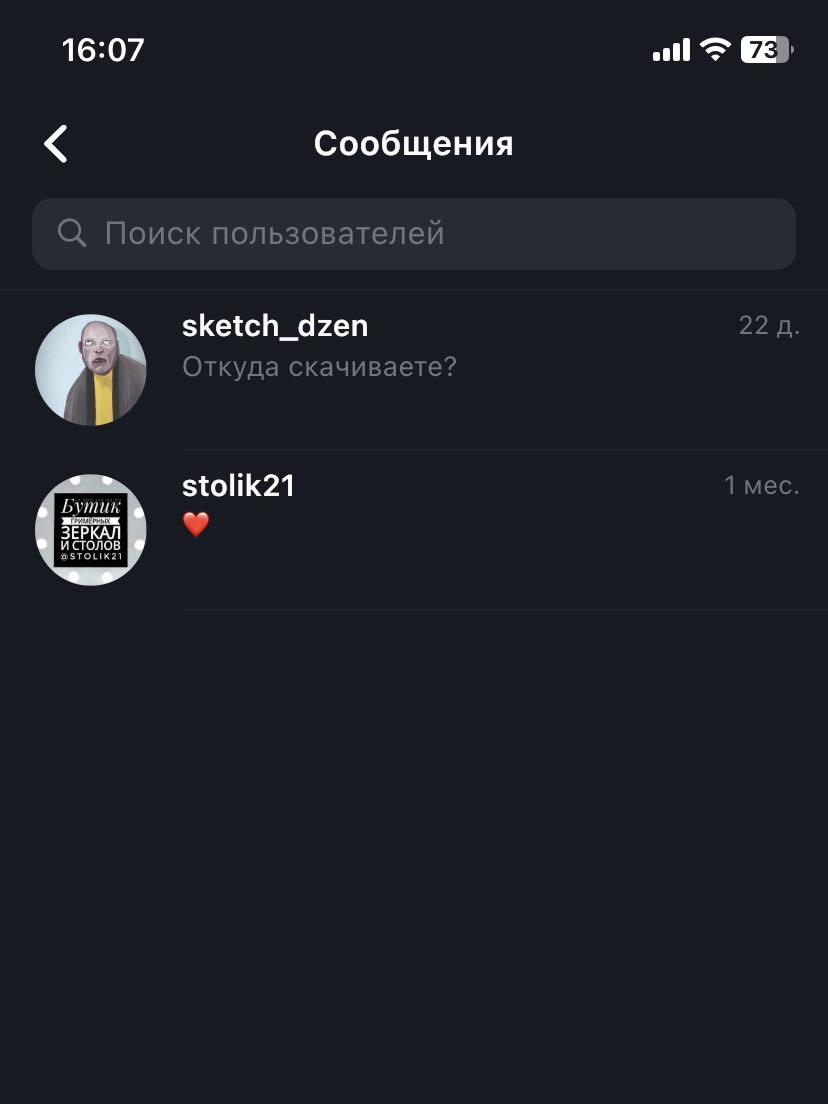 16:07
73
Сообщения
Поиск пользователей
sketch_dzen
22 д.
Откуда скачиваете?
stolik21
1 мес.
❤️
Бутик
ГРИМЕРНЫХ
ЗЕРКАЛ
И СТОЛОВ
@STOLIK21